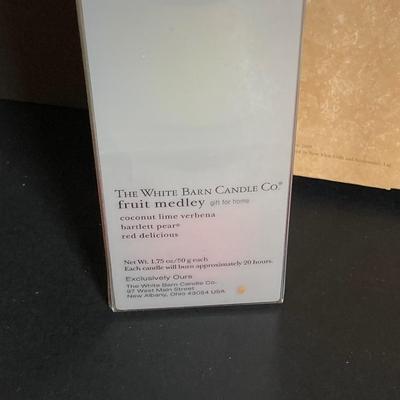 THE WHITE BARN CANDLE CO.®
fruit medley gift for home
coconut lime verbena
bartlett pear®
red delicious
Net Wt. 1.75 oz/50 g each
Each candle will burn approximately 20 hours.
Exclusively Ours
The White Barn Candle Co.
97 West Main Street
New Albany, Ohio 43054 USA